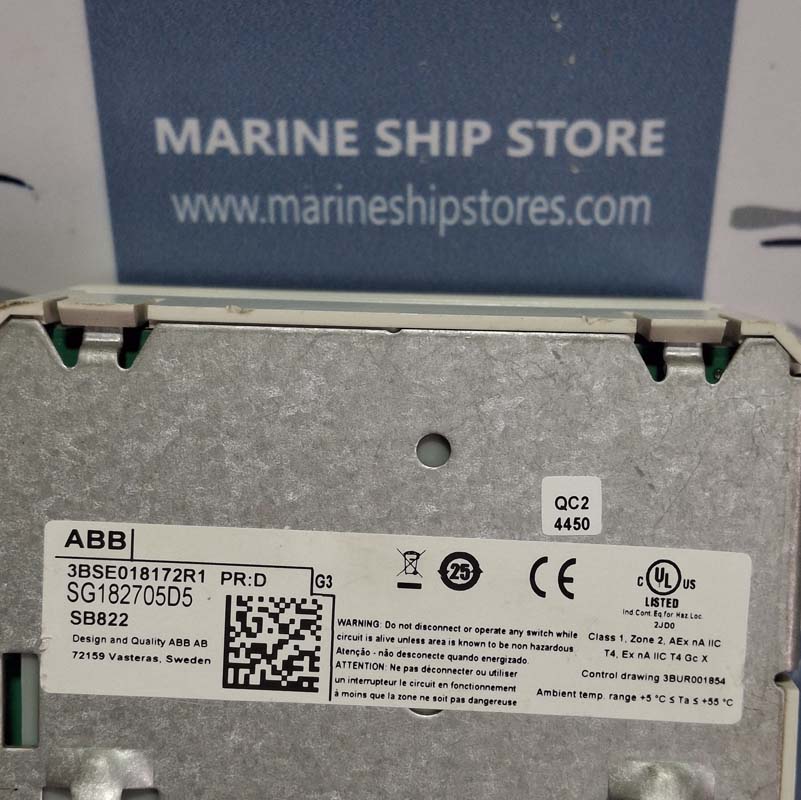 MARINE SHIP STORE
www.marineshipstores.com
QC2
4450
ABB
3BSE018172R1 PR:D G3
SG182705D5
SB822
Design and Quality ABB AB
72159 Vasteras, Sweden
25
CE
WARNING: Do not disconnect or operate any switch while
circuit is alive unless area is known to be non hazardous.
Atenção - não desconecte quando energizado.
ATTENTION: Ne pas déconnecter ou utiliser
un interrupteur le circuit en fonctionnement
à moins que la zone ne soit pas dangereuse
C UL US
LISTED
Ind.Cont.Eq.for Haz.Loc.
2JD0
Class 1, Zone 2, AEx nA IIC
T4, Ex nA IIC T4 Gc X
Control drawing 3BUR001854
Ambient temp. range +5 °C ≤ Ta ≤ +55 °C